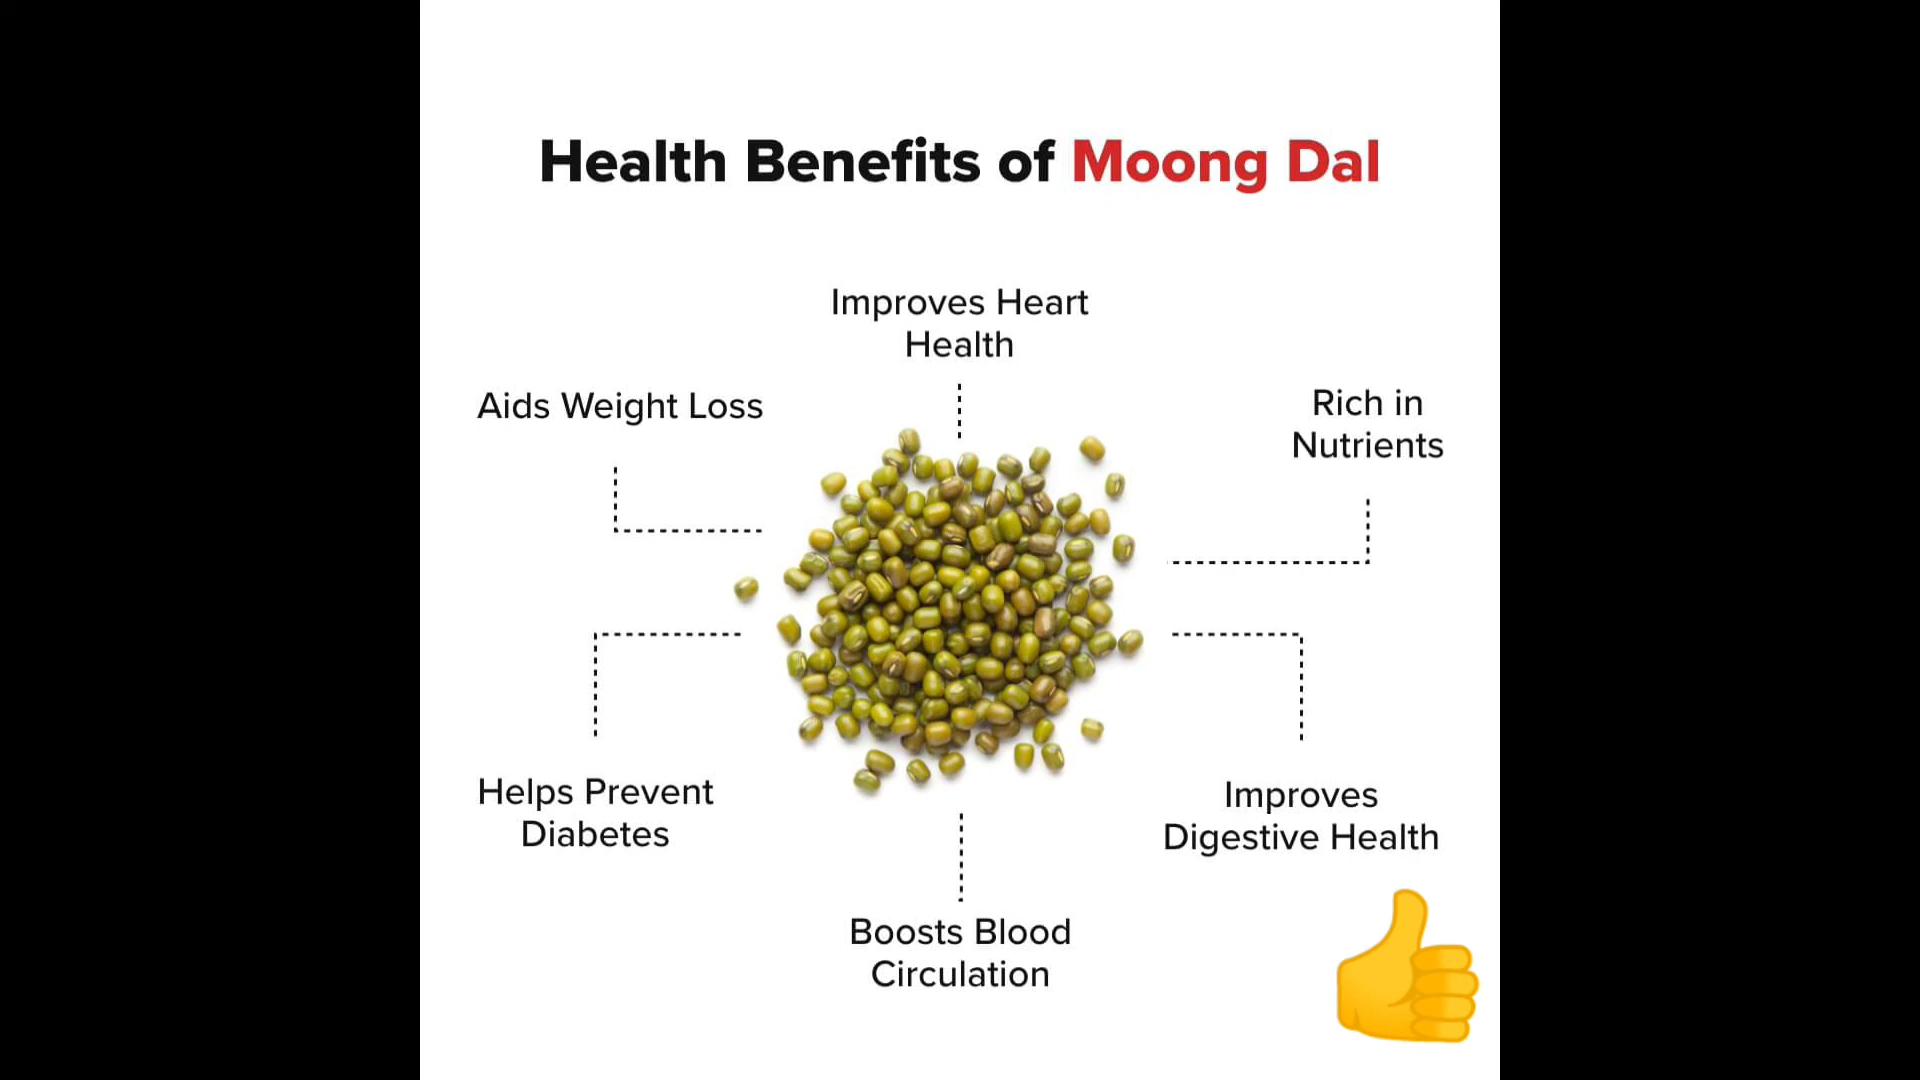 Health Benefits of Moong Dal
Improves Heart
Health
Aids Weight Loss
Rich in
Nutrients
Helps Prevent
Diabetes
Improves
Digestive Health
Boosts Blood
Circulation